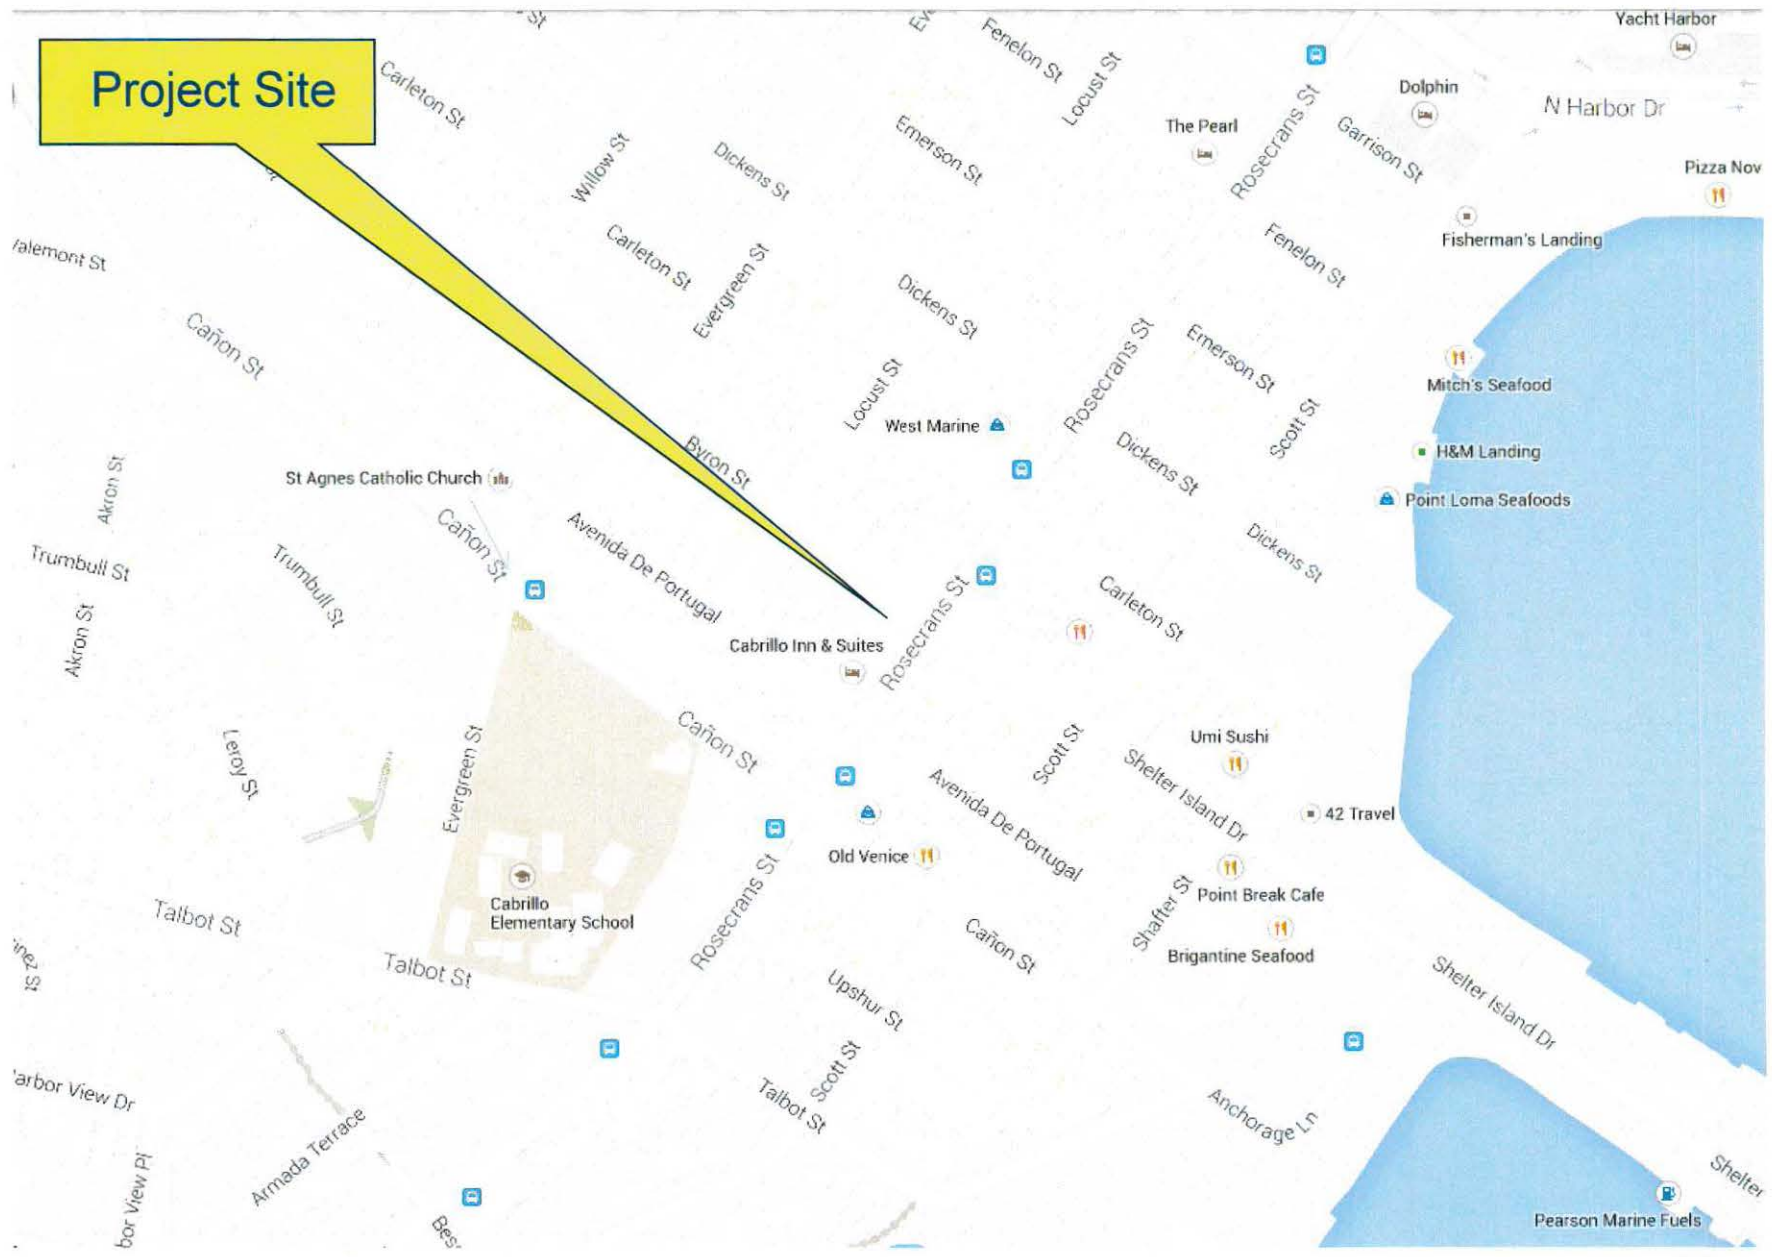 Yacht Harbor
St
Fenelon St
Locust St
Project Site
Carleton St
Dolphin
N Harbor Dr
The Pearl
Rosecrans St
Garrison St
Emerson St
Willow St
Dickens St
Pizza Nov
Fisherman's Landing
Carleton St
Evergreen St
Fenelon St
Cañon St
Dickens St
Rosecrans St
Emerson St
Mitch's Seafood
Locust St
West Marine
Scott St
Byron St
Dickens St
H&M Landing
St Agnes Catholic Church
Akron St
Point Loma Seafoods
Cañon St
Avenida De Portugal
Dickens St
Trumbull St
Trumbull St
Rosecrans St
Carleton St
Akron St
Cabrillo Inn & Suites
Cañon St
Umi Sushi
Leroy St
Evergreen St
Scott St
Shelter Island Dr
Avenida De Portugal
42 Travel
Old Venice
Rosecrans St
Shafter St
Point Break Cafe
Cabrillo
Elementary School
Talbot St
Cañon St
Brigantine Seafood
Talbot St
Shelter Island Dr
Upshur St
Scott St
arbor View Dr
Talbot St
Anchorage Ln
Armada Terrace
bor View Pl
Shelter
Bes
Pearson Marine Fuels